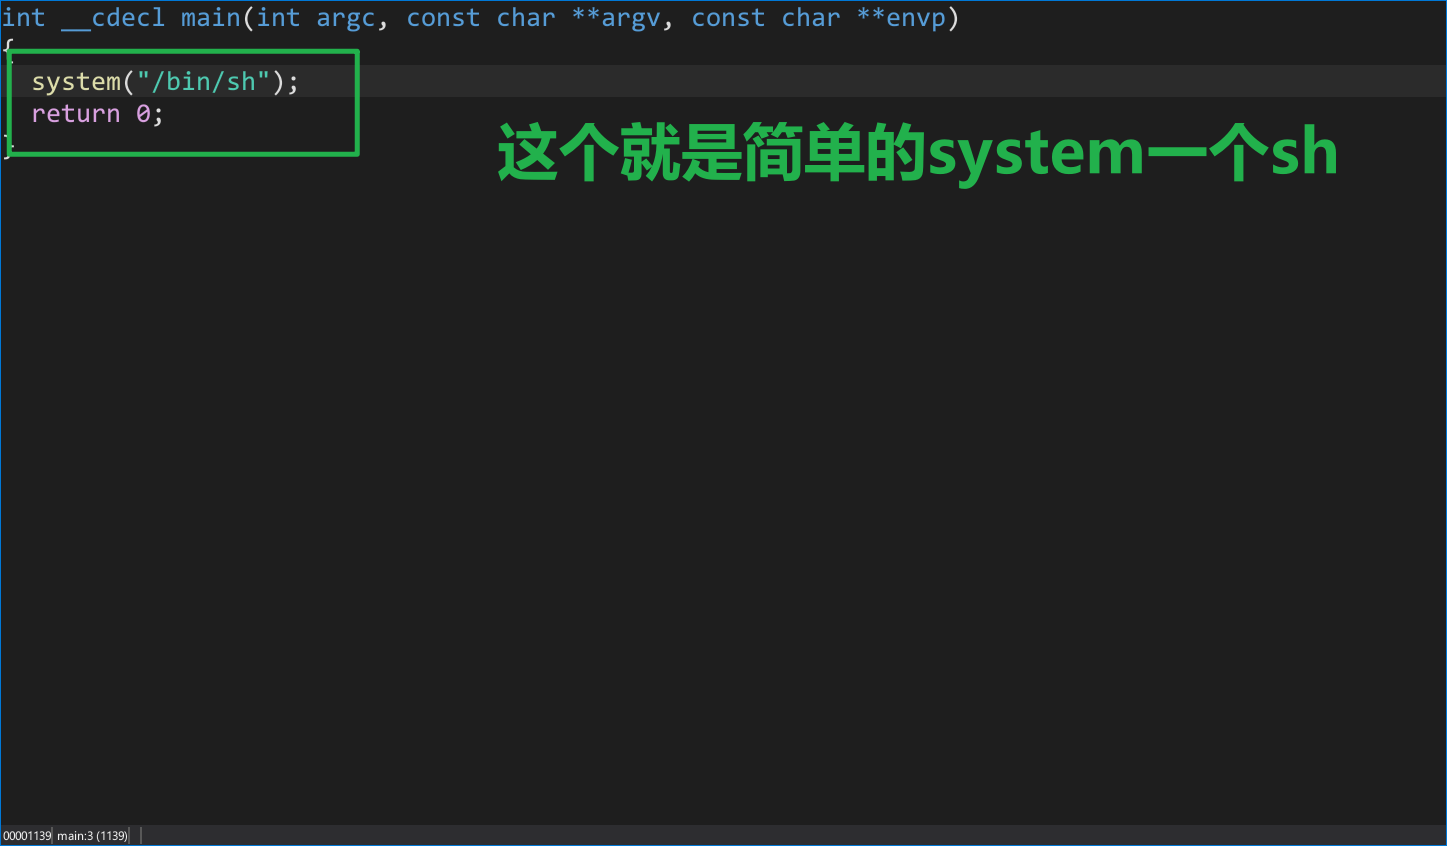 int __cdecl main(int argc, const char **argv, const char **envp)
{
system("/bin/sh");
return 0;
}
这个就是简单的system一个sh
00001139 main:3 (1139)